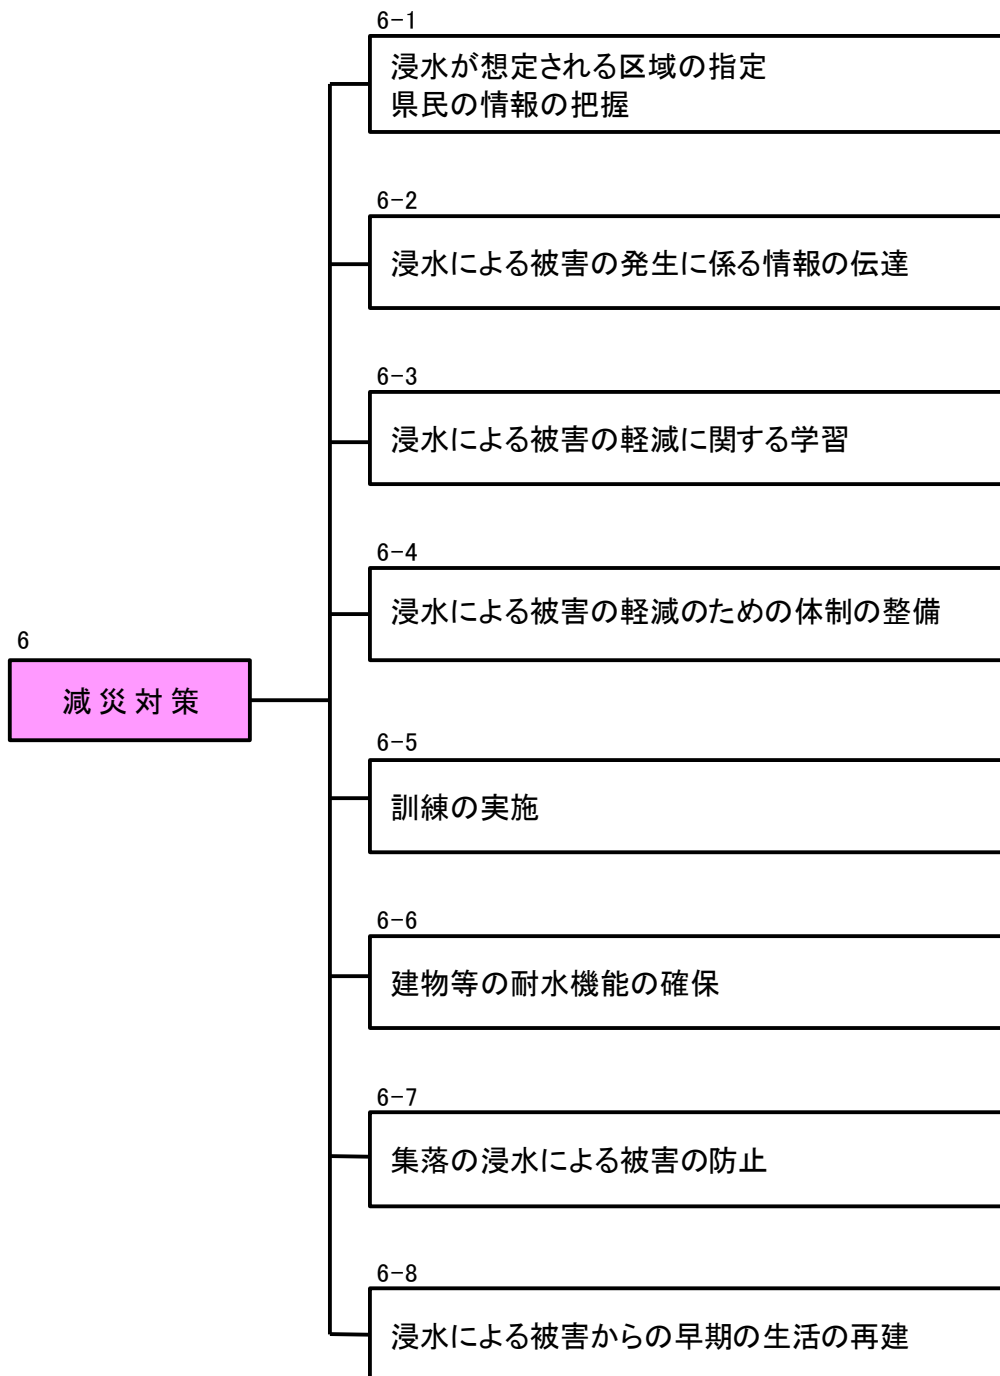 6-1
浸水が想定される区域の指定
県民の情報の把握
6-2
浸水による被害の発生に係る情報の伝達
6-3
浸水による被害の軽減に関する学習
6-4
浸水による被害の軽減のための体制の整備
6
減災対策
6-5
訓練の実施
6-6
建物等の耐水機能の確保
6-7
集落の浸水による被害の防止
6-8
浸水による被害からの早期の生活の再建